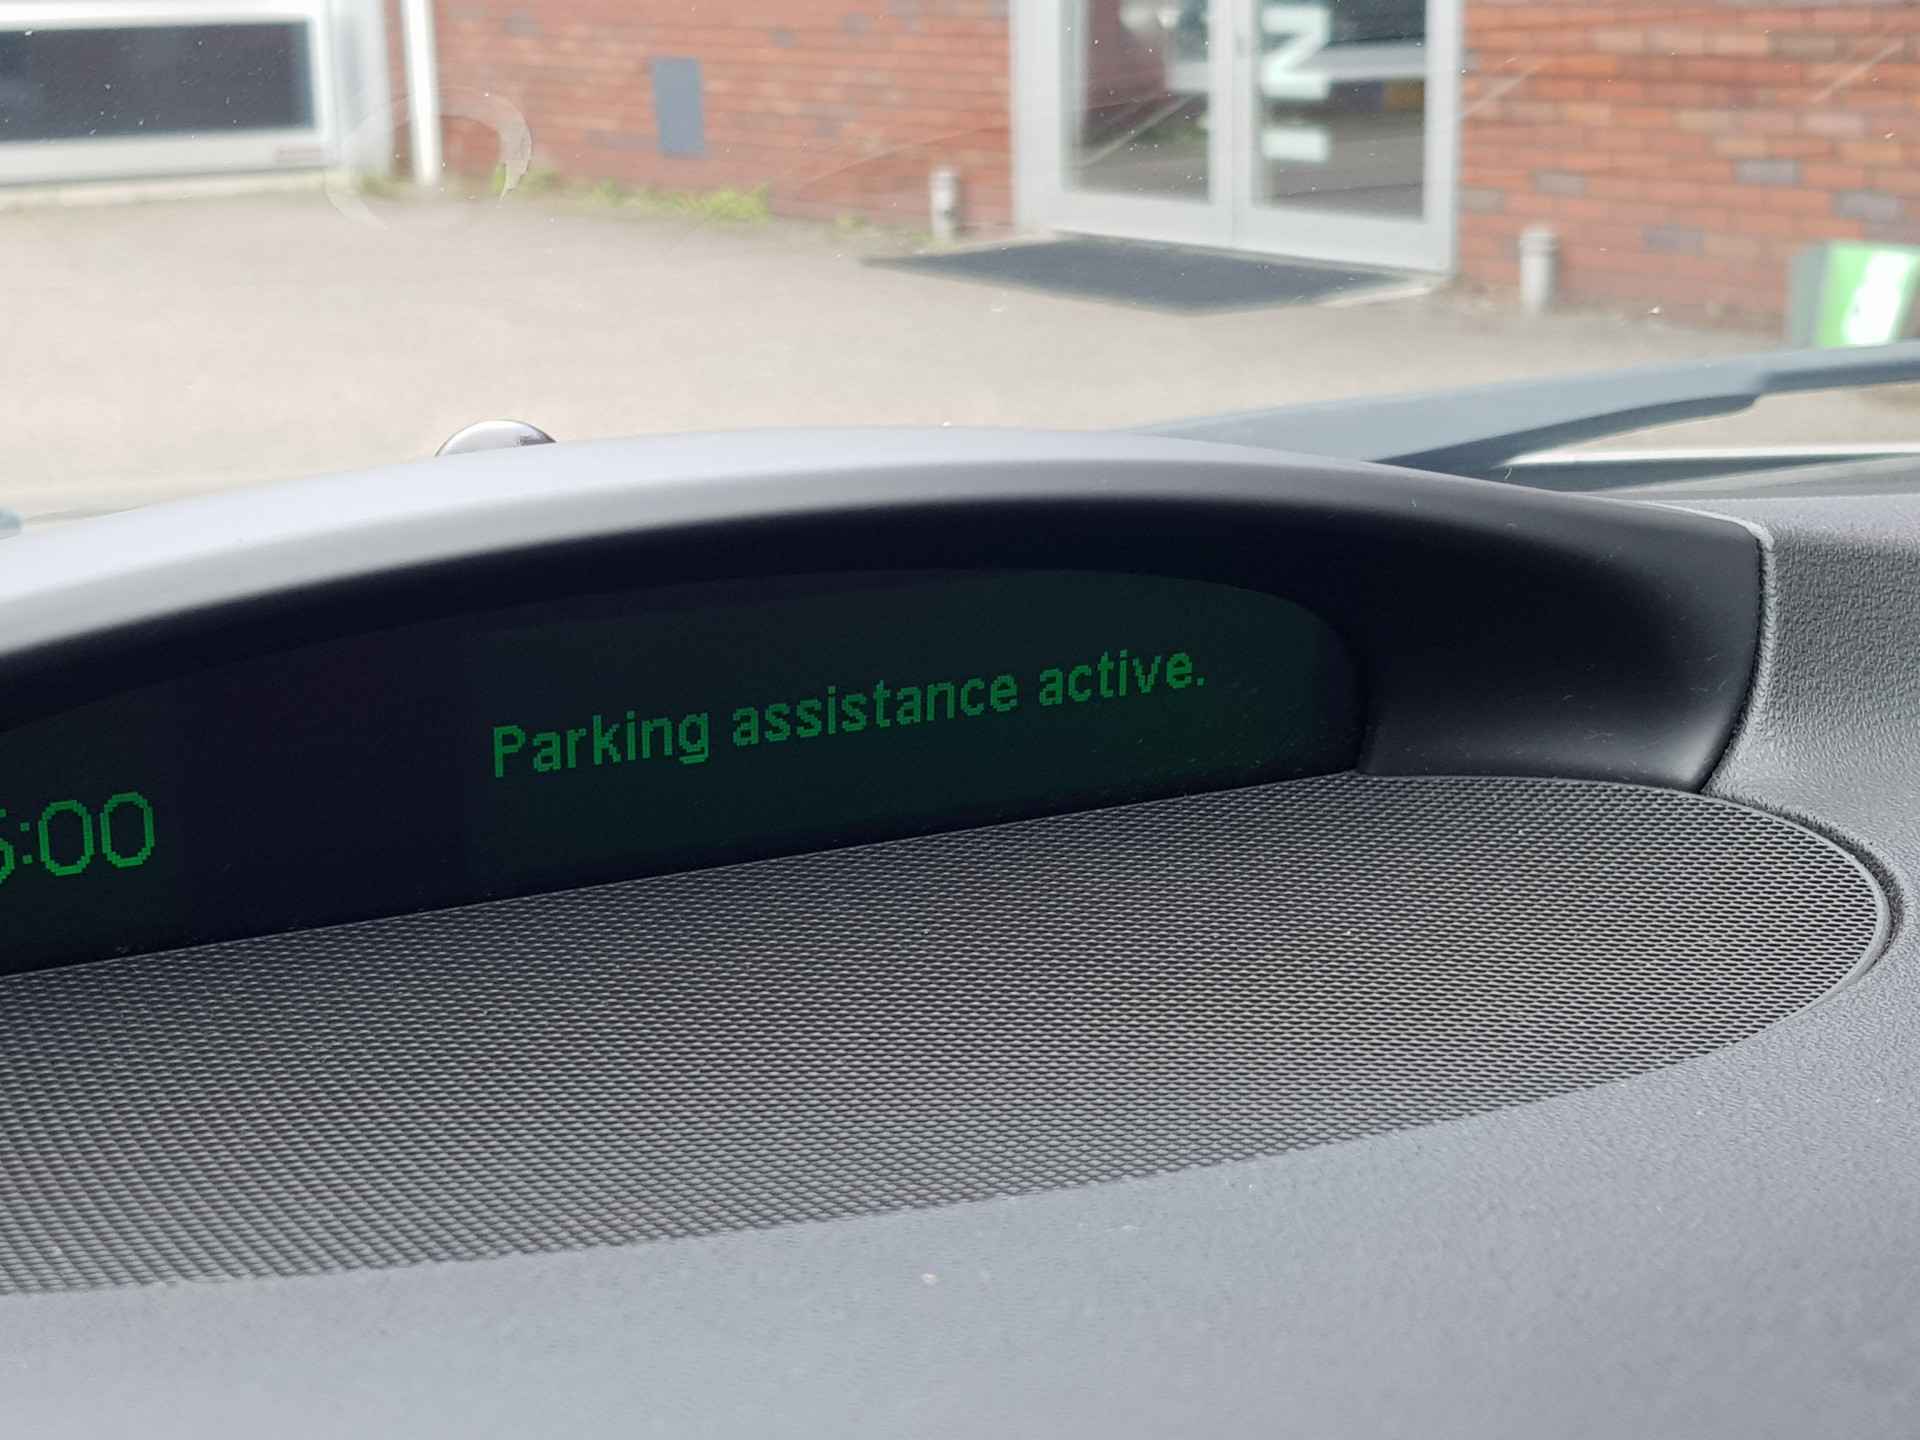 Parking assistance active.
:00